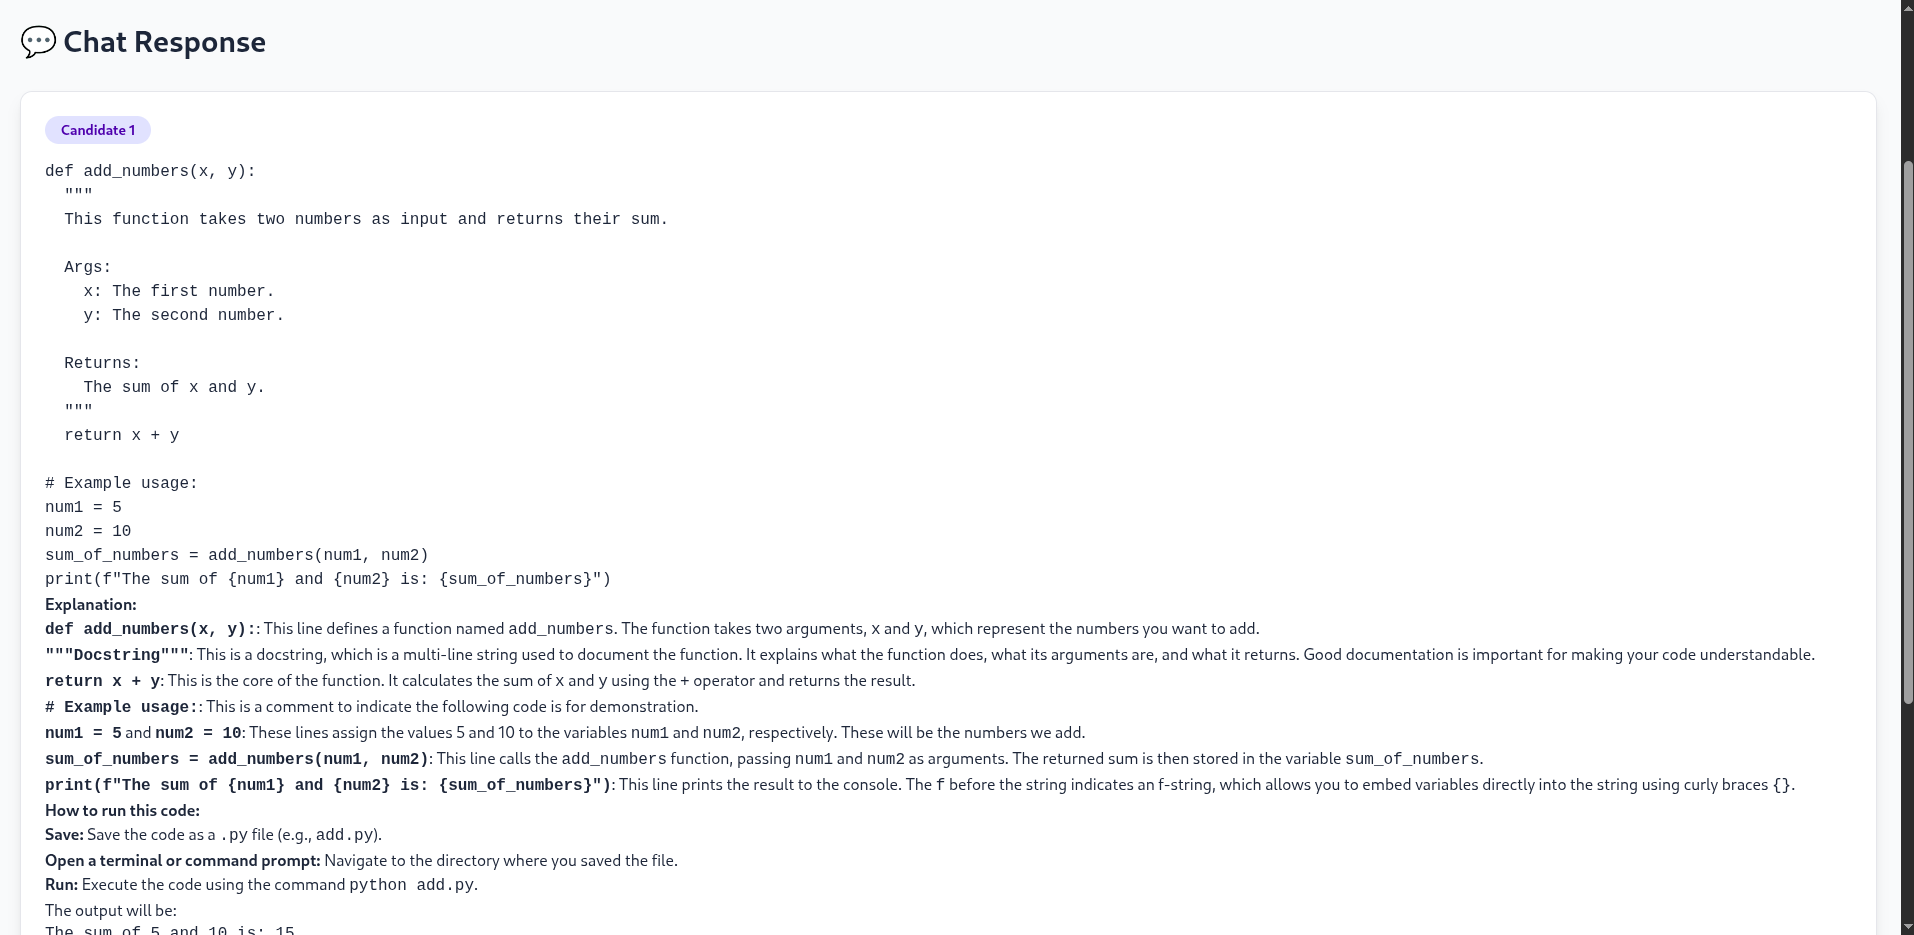 💬 Chat Response
Candidate 1
def add_numbers(x, y):
  """
  This function takes two numbers as input and returns their sum.

  Args:
    x: The first number.
    y: The second number.

  Returns:
    The sum of x and y.
  """
  return x + y

# Example usage:
num1 = 5
num2 = 10
sum_of_numbers = add_numbers(num1, num2)
print(f"The sum of {num1} and {num2} is: {sum_of_numbers}")
Explanation:
def add_numbers(x, y):: This line defines a function named add_numbers. The function takes two arguments, x and y, which represent the numbers you want to add.
"""Docstring""": This is a docstring, which is a multi-line string used to document the function. It explains what the function does, what its arguments are, and what it returns. Good documentation is important for making your code understandable.
return x + y: This is the core of the function. It calculates the sum of x and y using the + operator and returns the result.
# Example usage:: This is a comment to indicate the following code is for demonstration.
num1 = 5 and num2 = 10: These lines assign the values 5 and 10 to the variables num1 and num2, respectively. These will be the numbers we add.
sum_of_numbers = add_numbers(num1, num2): This line calls the add_numbers function, passing num1 and num2 as arguments. The returned sum is then stored in the variable sum_of_numbers.
print(f"The sum of {num1} and {num2} is: {sum_of_numbers}"): This line prints the result to the console. The f before the string indicates an f-string, which allows you to embed variables directly into the string using curly braces {}.
How to run this code:
Save: Save the code as a .py file (e.g., add.py).
Open a terminal or command prompt: Navigate to the directory where you saved the file.
Run: Execute the code using the command python add.py.
The output will be:
The sum of 5 and 10 is: 15